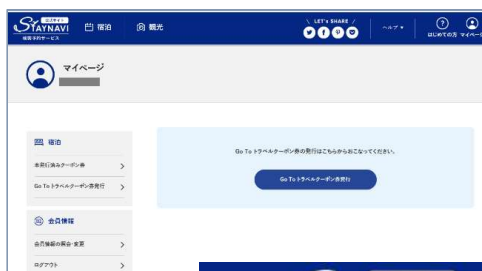 公式サイト
STAYNAVI
宿泊予約サービス
宿泊
観光
\ LET'S SHARE /
ヘルプ
はじめての方 マイページ
マイページ
宿泊
未発行済みクーポン券
Go To トラベルクーポン券発行
Go To トラベルクーポン券の発行はこちらからおこなってください。
Go To トラベルクーポン券発行
会員情報
会員情報の照会・変更
ログアウト